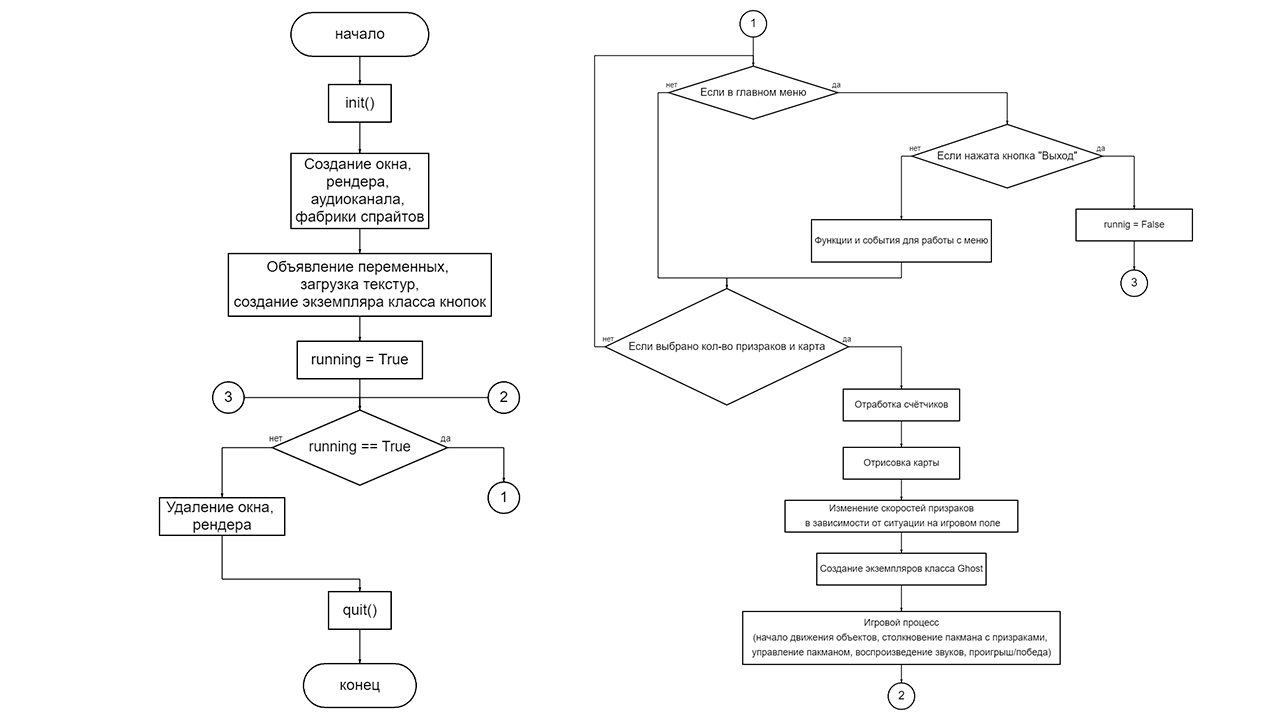 начало
init()
Создание окна,
рендера,
аудиоканала,
фабрики спрайтов
Объявление переменных,
загрузка текстур,
создание экземпляра класса кнопок
running = True
3
2
running == True
нет
да
1
Удаление окна,
рендера
quit()
конец
1
Если в главном меню
нет
да
Если нажата кнопка "Выход"
нет
да
Функции и события для работы с меню
runnig = False
3
Если выбрано кол-во призраков и карта
нет
да
Отработка счётчиков
Отрисовка карты
Изменение скоростей призраков
в зависимости от ситуации на игровом поле
Создание экземпляров класса Ghost
Игровой процесс
(начало движения объектов, столкновение пакмана с призраками,
управление пакманом, воспроизведение звуков, проигрыш/победа)
2